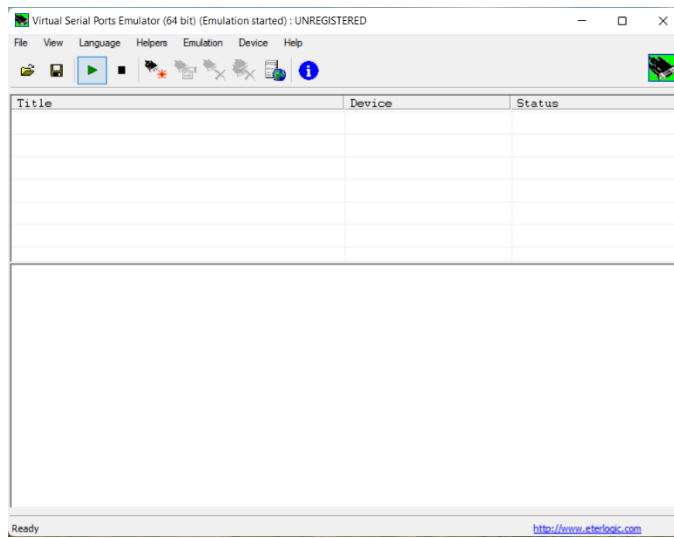 Virtual Serial Ports Emulator (64 bit) (Emulation started) : UNREGISTERED
File View Language Helpers Emulation Device Help
Title Device Status
Ready http://www.eterlogic.com